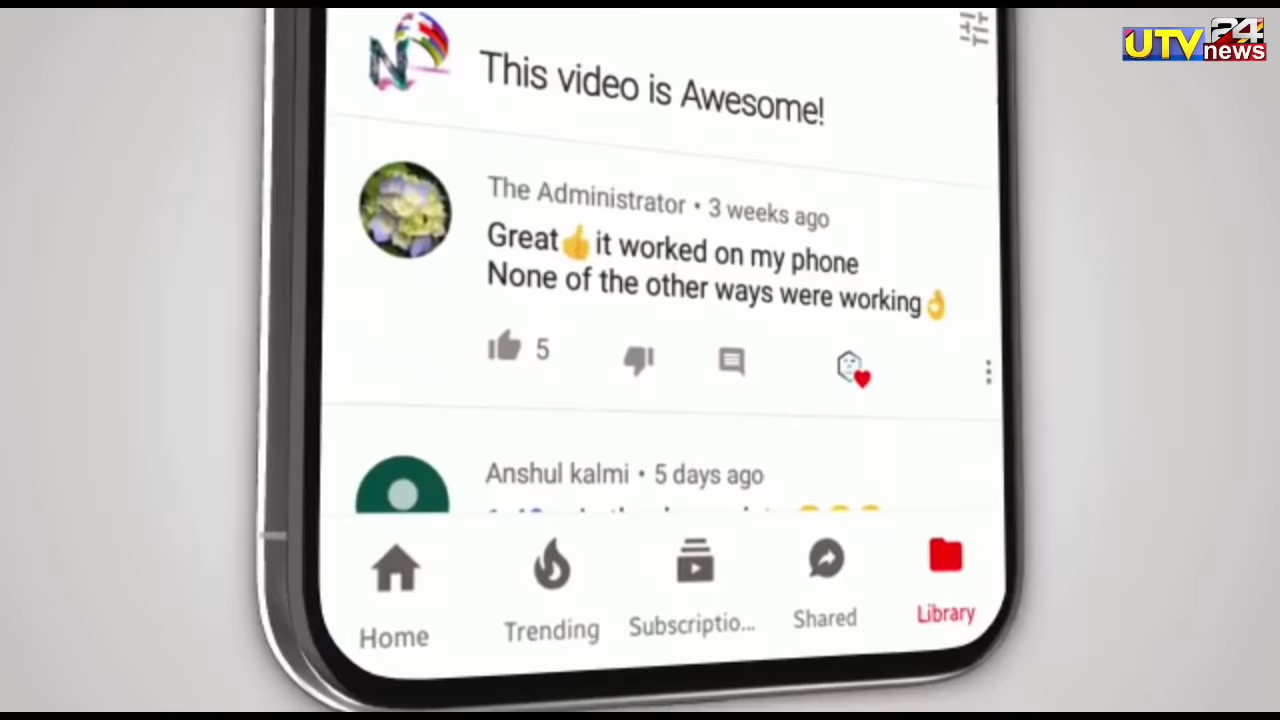 UTV 24 news
This video is Awesome!
The Administrator • 3 weeks ago
Great👍it worked on my phone
None of the other ways were working👌
5
Anshul kalmi • 5 days ago
Home
Trending
Subscriptio...
Shared
Library